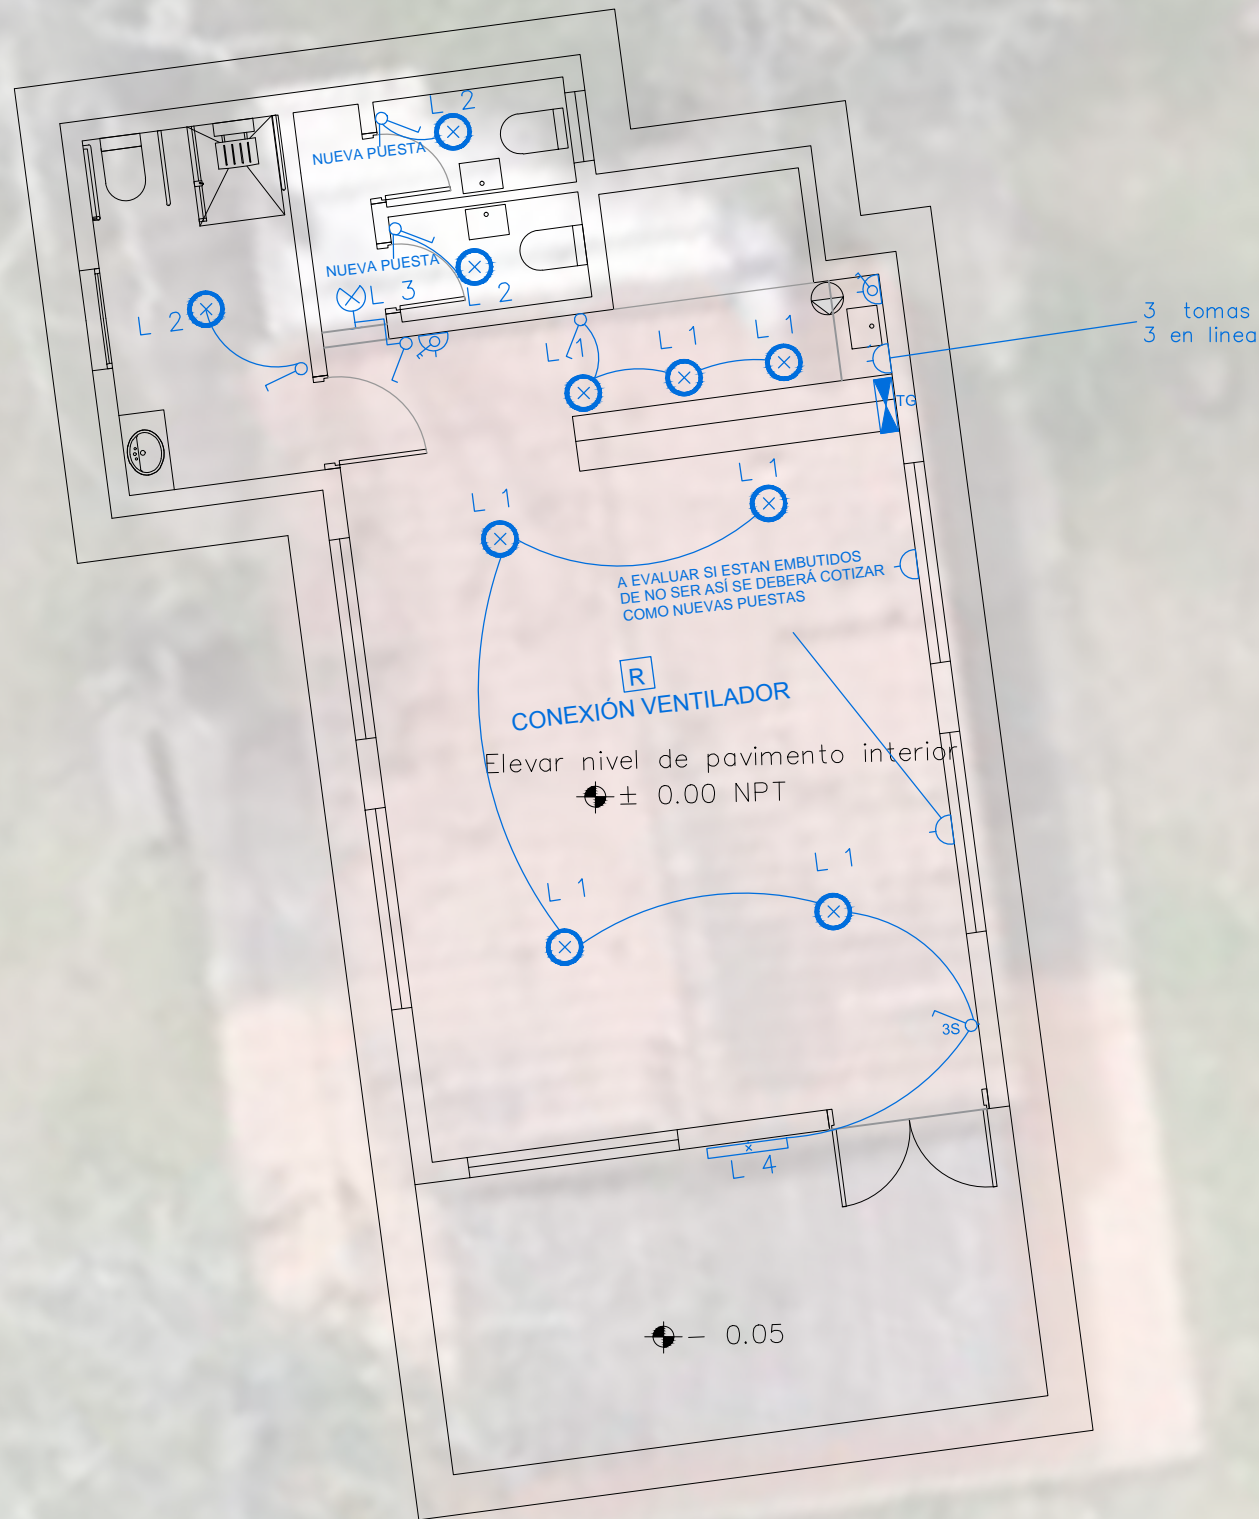 L 2
NUEVA PUESTA
NUEVA PUESTA
L 3
L 2
L 2
3 tomas
3 en linea
L 1
L 1
L 1
TG
L 1
L 1
A EVALUAR SI ESTAN EMBUTIDOS
DE NO SER ASÍ SE DEBERÁ COTIZAR
COMO NUEVAS PUESTAS
R
CONEXIÓN VENTILADOR
Elevar nivel de pavimento interior
± 0.00 NPT
L 1
L 1
3S
L 4
– 0.05